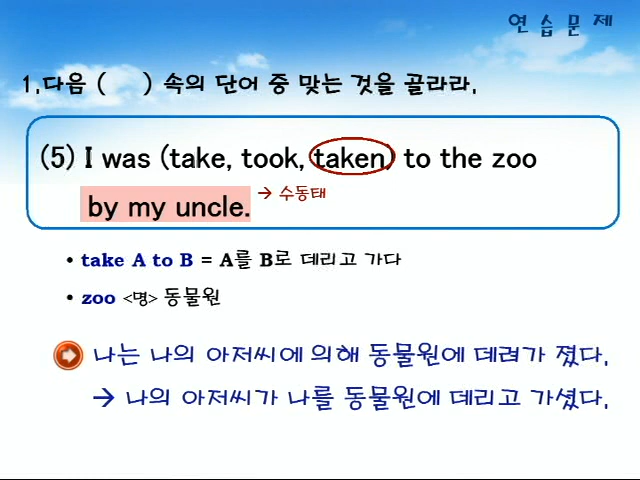 연 습 문 제
1.다음 (    ) 속의 단어 중 맞는 것을 골라라.
(5) I was (take, took, taken) to the zoo
by my uncle. → 수동태
• take A to B = A를 B로 데리고 가다
• zoo <명> 동물원
나는 나의 아저씨에 의해 동물원에 데려가 졌다.
→ 나의 아저씨가 나를 동물원에 데리고 가셨다.